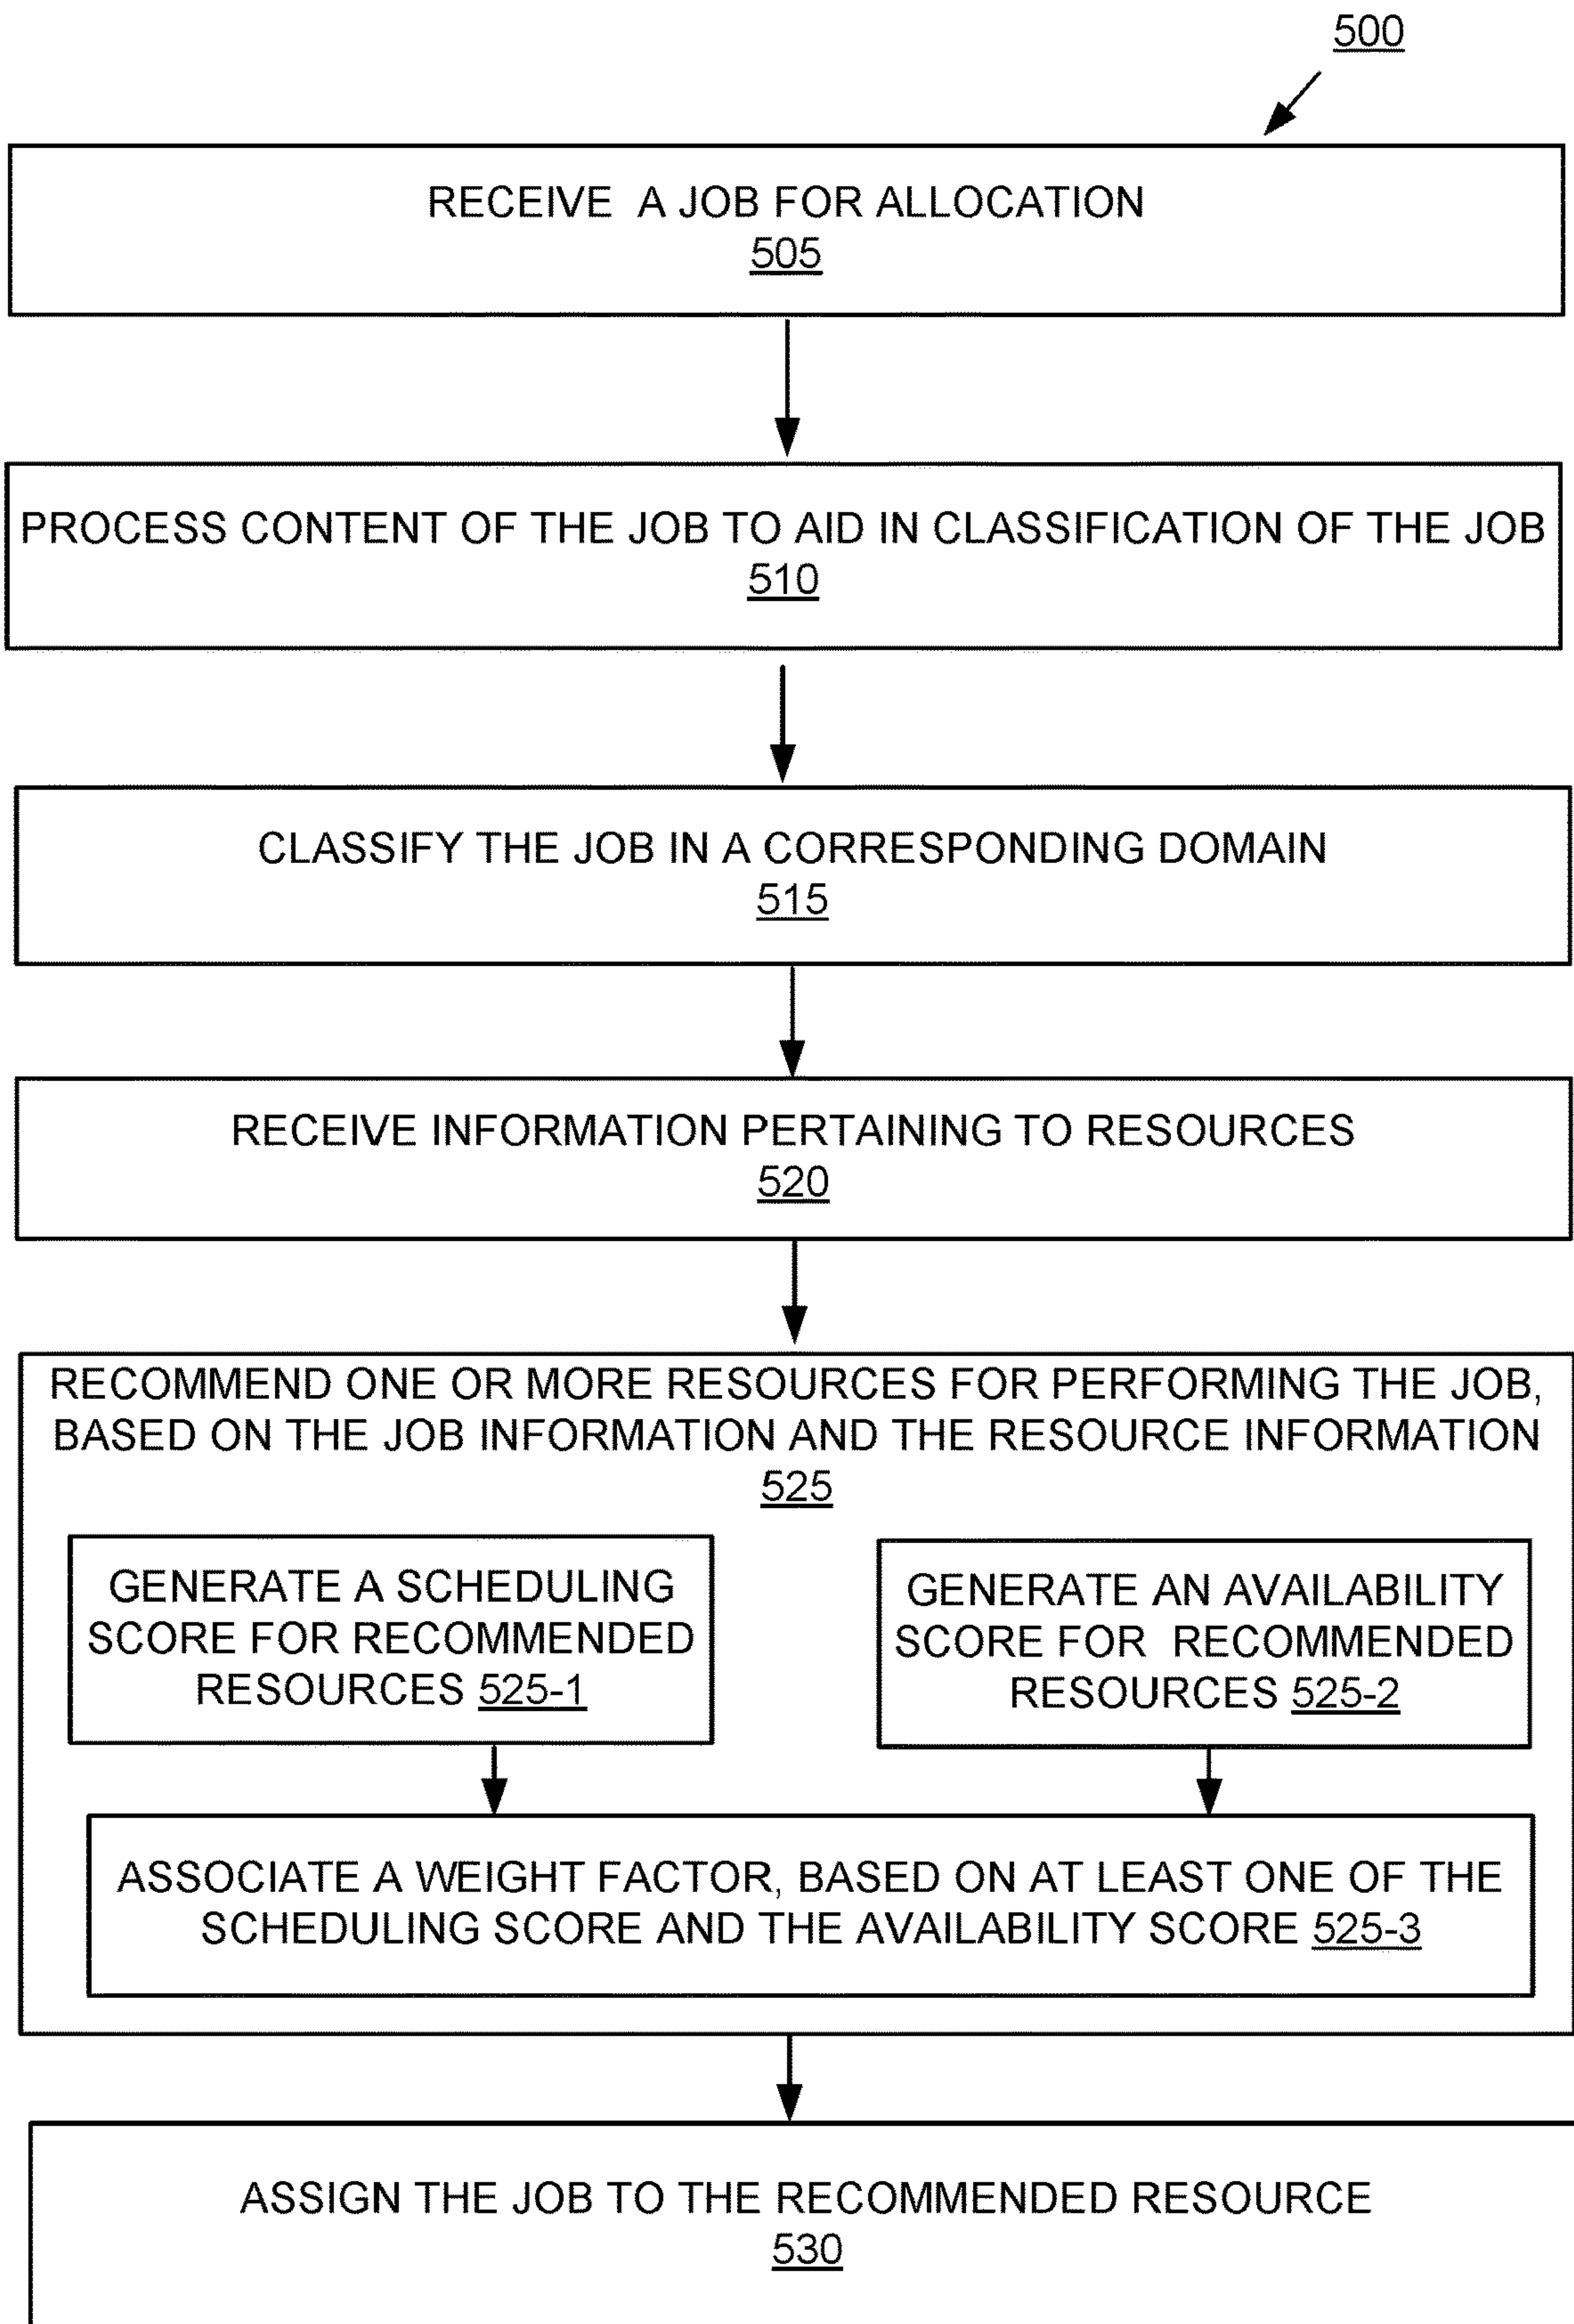 500
RECEIVE A JOB FOR ALLOCATION
505
PROCESS CONTENT OF THE JOB TO AID IN CLASSIFICATION OF THE JOB
510
CLASSIFY THE JOB IN A CORRESPONDING DOMAIN
515
RECEIVE INFORMATION PERTAINING TO RESOURCES
520
RECOMMEND ONE OR MORE RESOURCES FOR PERFORMING THE JOB,
BASED ON THE JOB INFORMATION AND THE RESOURCE INFORMATION
525
GENERATE A SCHEDULING
SCORE FOR RECOMMENDED
RESOURCES 525-1
GENERATE AN AVAILABILITY
SCORE FOR RECOMMENDED
RESOURCES 525-2
ASSOCIATE A WEIGHT FACTOR, BASED ON AT LEAST ONE OF THE
SCHEDULING SCORE AND THE AVAILABILITY SCORE 525-3
ASSIGN THE JOB TO THE RECOMMENDED RESOURCE
530